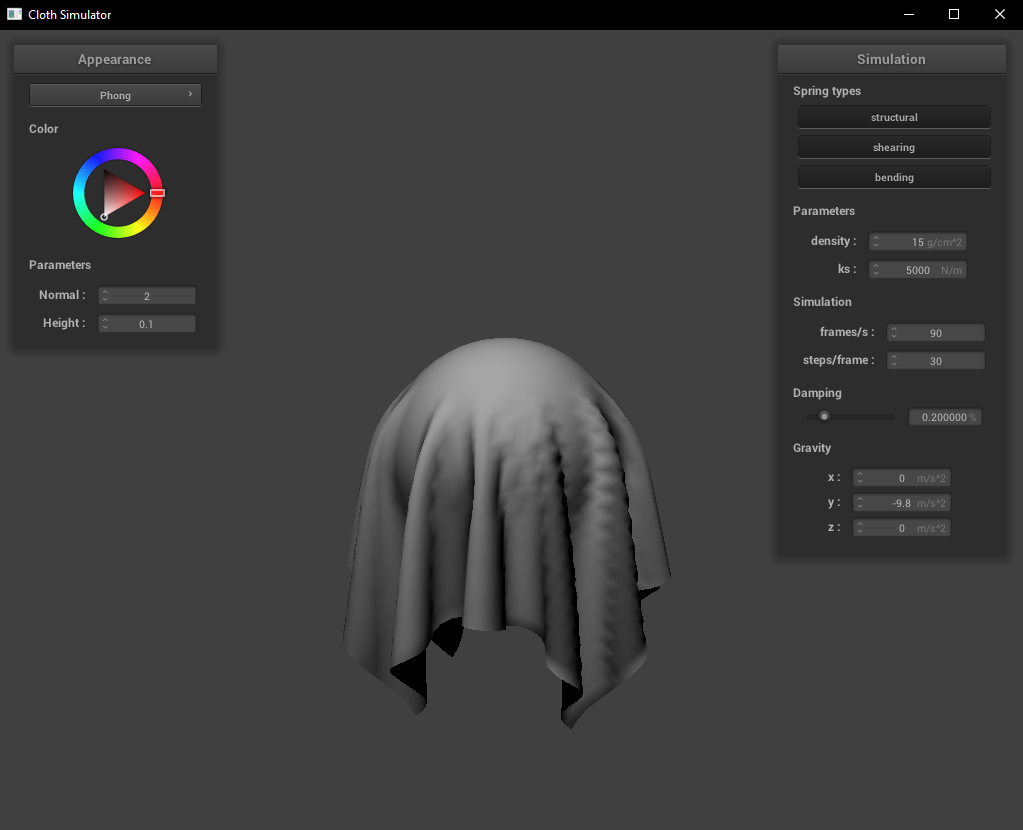 Cloth Simulator
Appearance
Phong
Color
Parameters
Normal : 2
Height : 0.1
Simulation
Spring types
structural
shearing
bending
Parameters
density : 15 g/cm^2
ks : 5000 N/m
Simulation
frames/s : 90
steps/frame : 30
Damping
0.200000 %
Gravity
x : 0 m/s^2
y : -9.8 m/s^2
z : 0 m/s^2